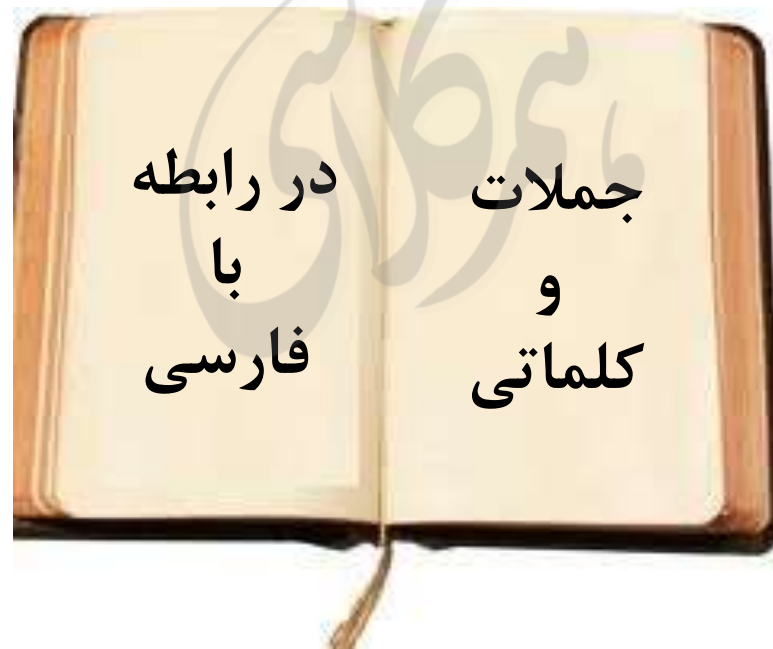 جملات
و
کلماتی
در رابطه
با
فارسی